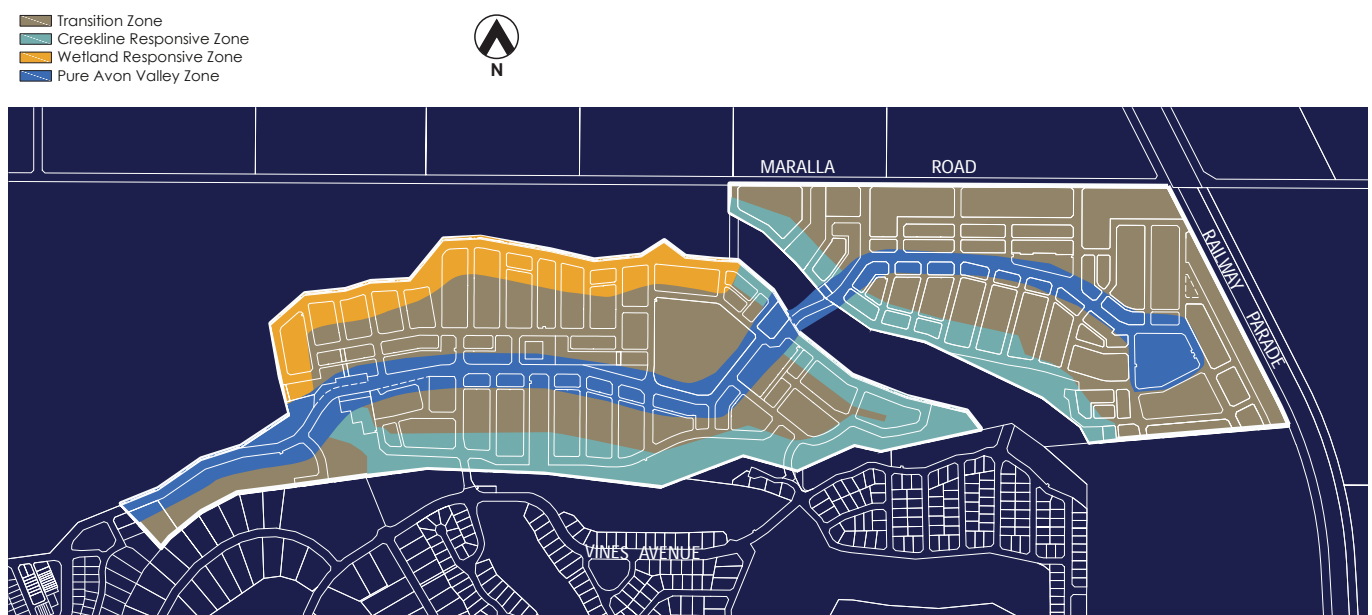 Transition Zone
Creekline Responsive Zone
Wetland Responsive Zone
Pure Avon Valley Zone
N
MARALLA ROAD
RAILWAY PARADE
VINES AVENUE